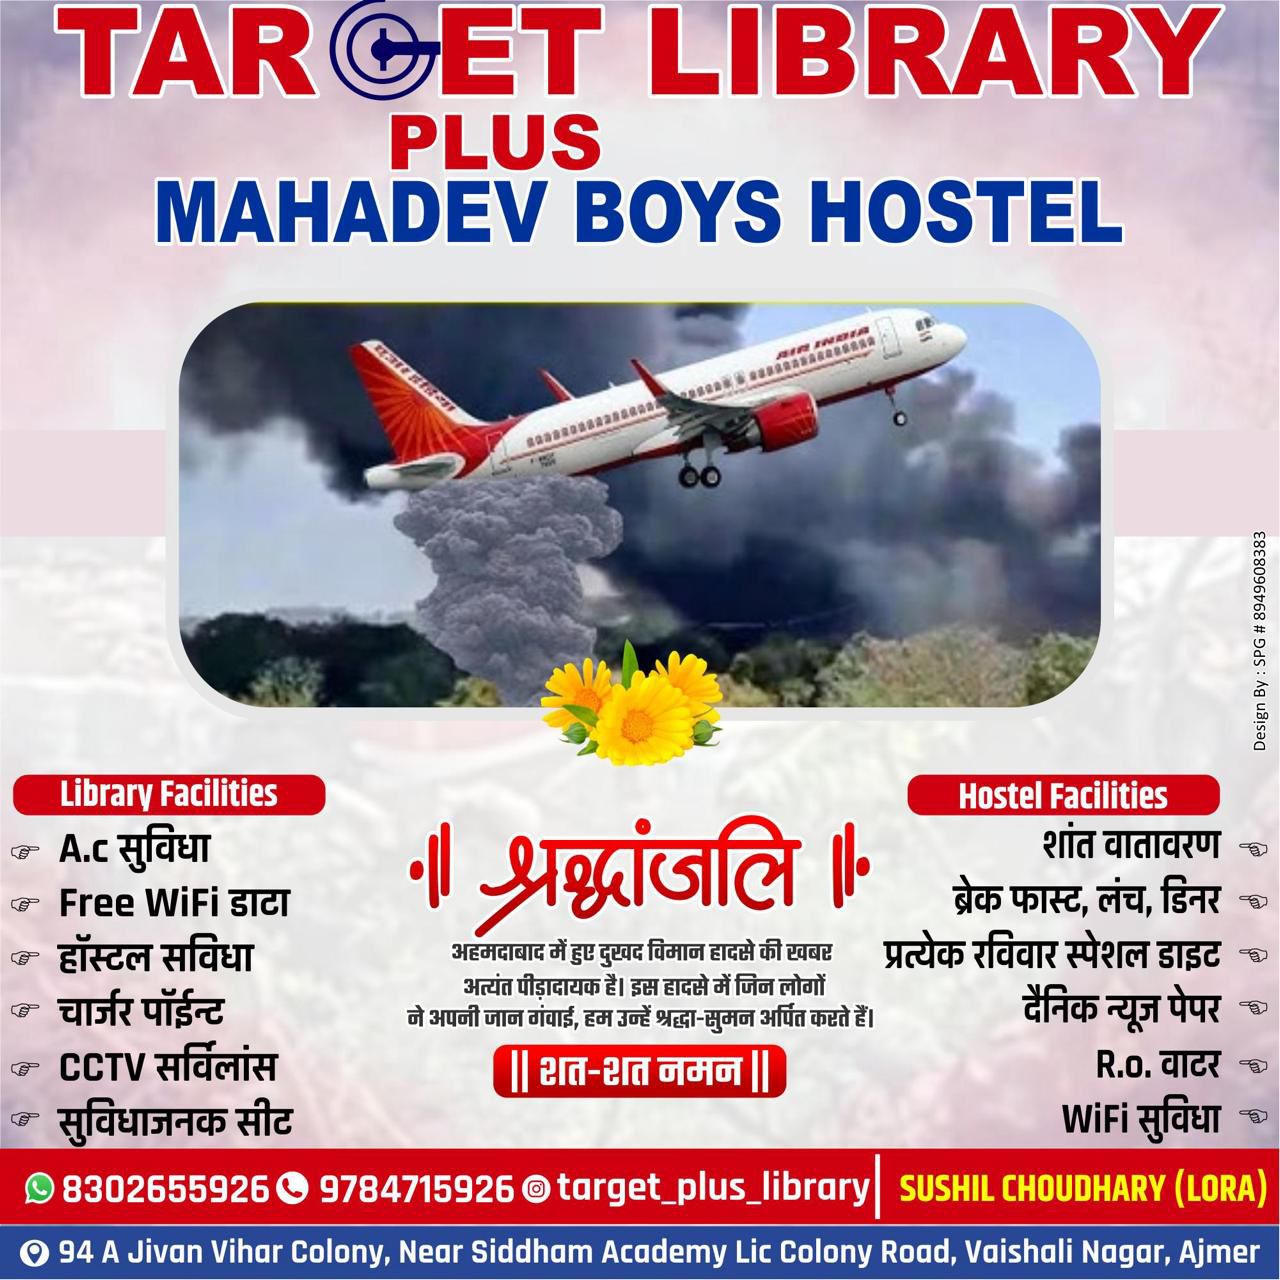 TARGET LIBRARY
PLUS
MAHADEV BOYS HOSTEL
AIR INDIA
Design By : SPG # 8949608383
Library Facilities
A.c सुविधा
Free WiFi डाटा
हॉस्टल सविधा
चार्जर पॉईन्ट
CCTV सर्विलांस
सुविधाजनक सीट
श्रद्धांजलि
अहमदाबाद में हुए दुखद विमान हादसे की खबर
अत्यंत पीड़ादायक है। इस हादसे में जिन लोगों
ने अपनी जान गंवाई, हम उन्हें श्रद्धा-सुमन अर्पित करते हैं।
|| शत-शत नमन ||
Hostel Facilities
शांत वातावरण
ब्रेक फास्ट, लंच, डिनर
प्रत्येक रविवार स्पेशल डाइट
दैनिक न्यूज पेपर
R.o. वाटर
WiFi सुविधा
8302655926 9784715926 target_plus_library SUSHIL CHOUDHARY (LORA)
94 A Jivan Vihar Colony, Near Siddham Academy Lic Colony Road, Vaishali Nagar, Ajmer